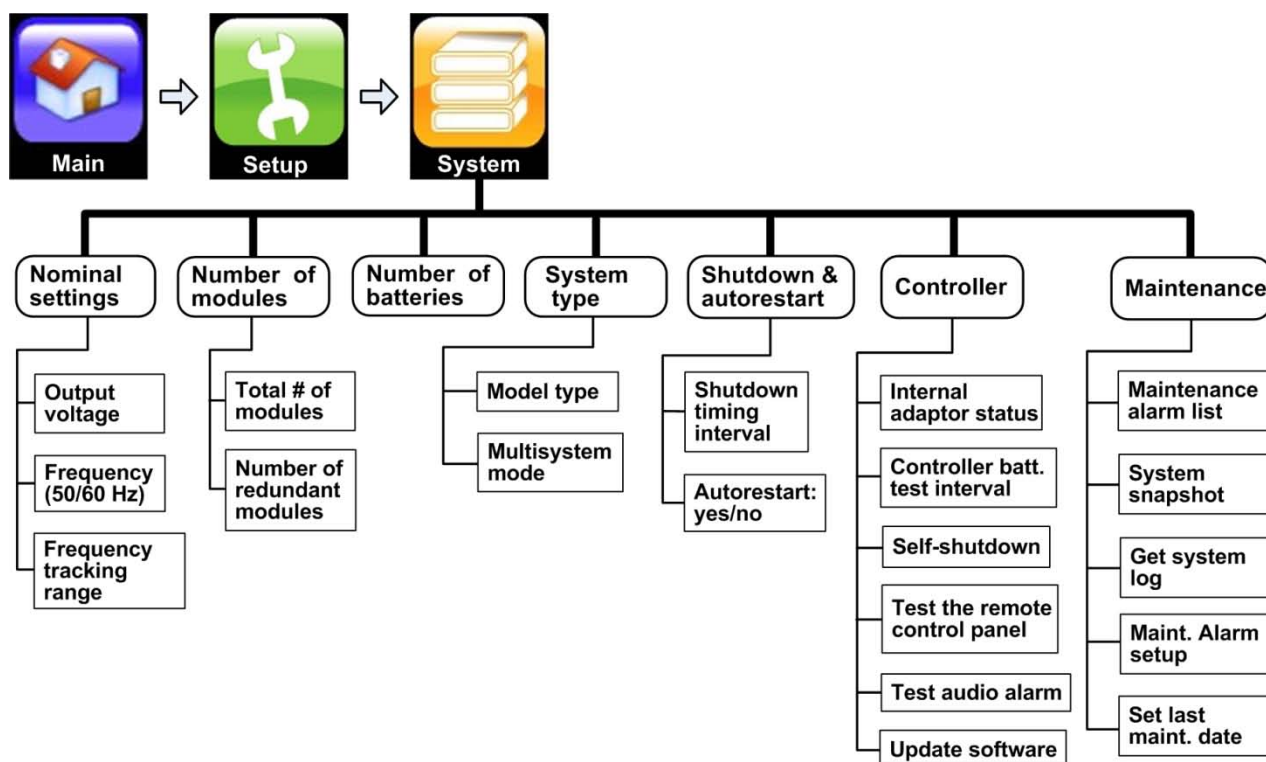 Main
Setup
System
Nominal
settings
Number of
modules
Number of
batteries
System
type
Shutdown &
autorestart
Controller
Maintenance
Output
voltage
Frequency
(50/60 Hz)
Frequency
tracking
range
Total # of
modules
Number of
redundant
modules
Model type
Multisystem
mode
Shutdown
timing
interval
Autorestart:
yes/no
Internal
adaptor status
Controller batt.
test interval
Self-shutdown
Test the remote
control panel
Test audio alarm
Update software
Maintenance
alarm list
System
snapshot
Get system
log
Maint. Alarm
setup
Set last
maint. date